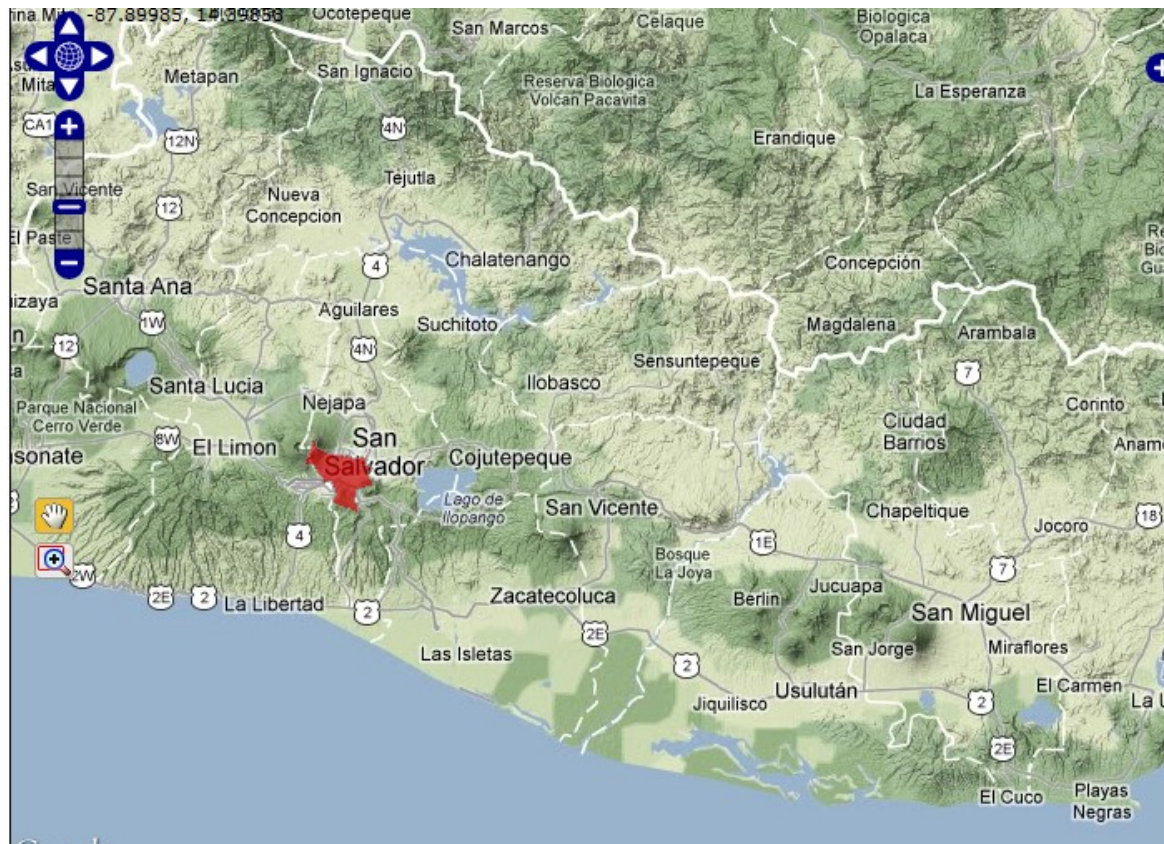 -87.89985, 14.39858
Ocotepeque
San Marcos
Celaque
Biologica
Opalaca
Metapan
San Ignacio
Mita
Reserva Biologica
Volcan Pacavita
La Esperanza
CA1
12N
4N
Erandique
San Vicente
Tejutla
Nueva
Concepcion
12
El Paste
4
Chalatenango
Concepción
Santa Ana
Aguilares
Suchitoto
Magdalena
Arambala
1W
12
4N
Sensuntepeque
7
Santa Lucia
Ilobasco
Parque Nacional
Cerro Verde
Nejapa
Corinto
Ciudad
Barrios
8W
El Limon
San
Salvador
Cojutepeque
Lago de
Ilopango
San Vicente
Chapeltique
18
Jocoro
4
1E
Bosque
La Joya
7
2W
2E
2
La Libertad
2
Zacatecoluca
Berlin
Jucuapa
San Miguel
2E
Las Isletas
2
San Jorge
Miraflores
Jiquilisco
Usulután
2
El Carmen
2E
El Cuco
Playas
Negras